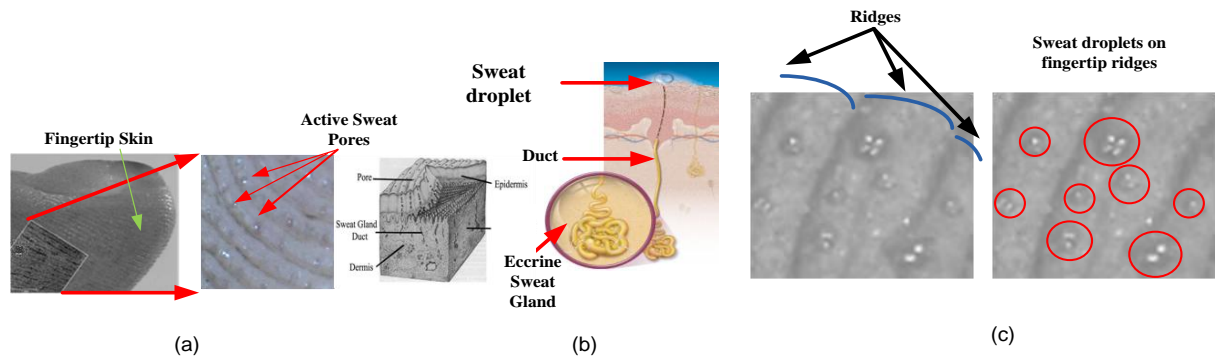 Fingertip Skin
Active Sweat
Pores
(a)
Pore
Epidermis
Sweat Gland
Duct
Dermis
Sweat
droplet
Duct
Eccrine
Sweat
Gland
(b)
Ridges
Sweat droplets on
fingertip ridges
(c)